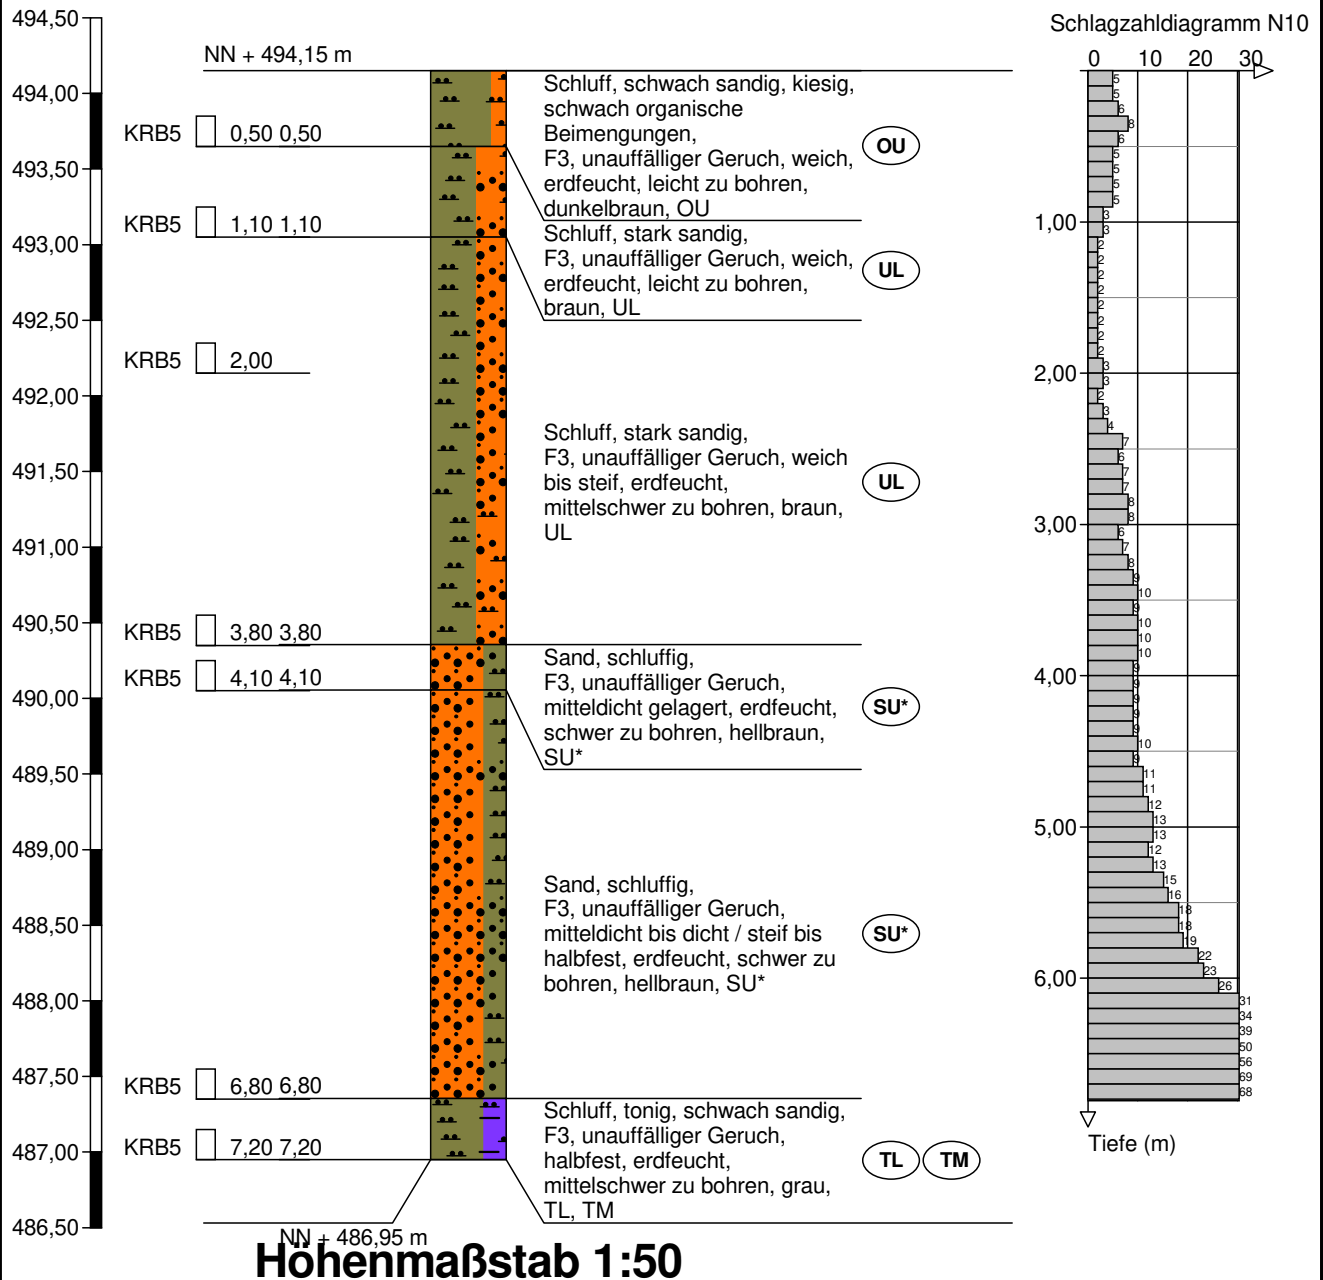 494,50
494,00
493,50
493,00
492,50
492,00
491,50
491,00
490,50
490,00
489,50
489,00
488,50
488,00
487,50
487,00
486,50
NN + 494,15 m
KRB5 0,50 0,50
KRB5 1,10 1,10
KRB5 2,00
KRB5 3,80 3,80
KRB5 4,10 4,10
KRB5 6,80 6,80
KRB5 7,20 7,20
NN + 486,95 m
Schluff, schwach sandig, kiesig,
schwach organische
Beimengungen,
F3, unauffälliger Geruch, weich,
erdfeucht, leicht zu bohren,
dunkelbraun, OU
OU
Schluff, stark sandig,
F3, unauffälliger Geruch, weich,
erdfeucht, leicht zu bohren,
braun, UL
UL
Schluff, stark sandig,
F3, unauffälliger Geruch, weich
bis steif, erdfeucht,
mittelschwer zu bohren, braun,
UL
UL
Sand, schluffig,
F3, unauffälliger Geruch,
mitteldicht gelagert, erdfeucht,
schwer zu bohren, hellbraun,
SU*
SU*
Sand, schluffig,
F3, unauffälliger Geruch,
mitteldicht bis dicht / steif bis
halbfest, erdfeucht, schwer zu
bohren, hellbraun, SU*
SU*
Schluff, tonig, schwach sandig,
F3, unauffälliger Geruch,
halbfest, erdfeucht,
mittelschwer zu bohren, grau,
TL, TM
TL TM
Schlagzahldiagramm N10
0 10 20 30
1,00
2,00
3,00
4,00
5,00
6,00
5
5
6
8
6
5
5
5
5
3
3
2
2
2
2
2
2
2
2
3
3
2
3
4
7
6
7
7
8
8
6
7
8
9
10
9
10
10
10
9
9
9
9
9
10
9
11
11
12
13
13
12
13
15
16
18
18
19
22
23
26
31
34
39
50
56
69
68
Tiefe (m)
Höhenmaßstab 1:50